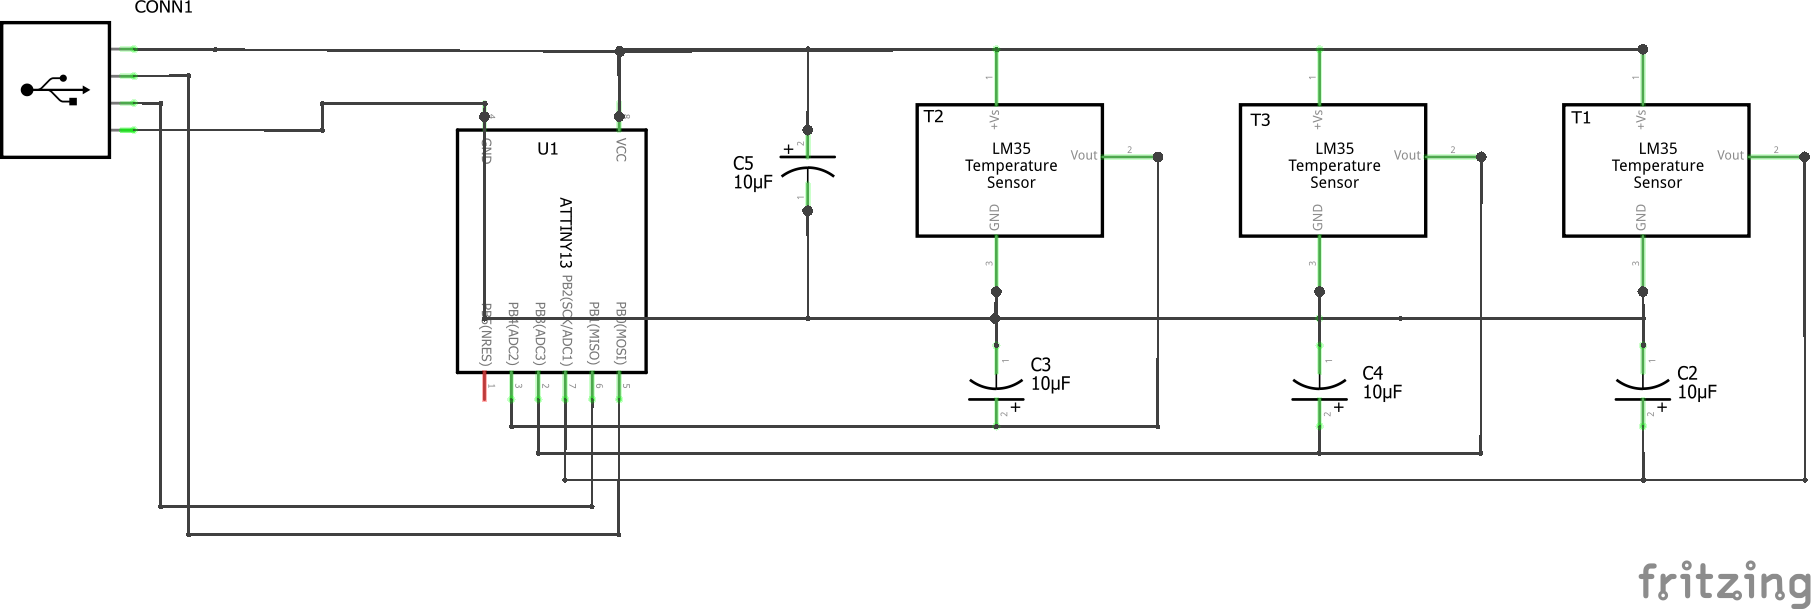 CONN1
4
GND
U1
8
VCC
ATTINY13
PB5(NRES)
PB4(ADC2)
PB3(ADC3)
PB2(SCK/ADC1)
PB1(MISO)
PB0(MOSI)
1
3
2
7
6
5
C5
10µF
+
2
1
T2
1
+Vs
LM35
Temperature
Sensor
Vout
2
GND
3
T3
1
+Vs
LM35
Temperature
Sensor
Vout
2
GND
3
T1
1
+Vs
LM35
Temperature
Sensor
Vout
2
GND
3
C3
10µF
1
2
+
C4
10µF
1
2
+
C2
10µF
1
2
+
fritzing